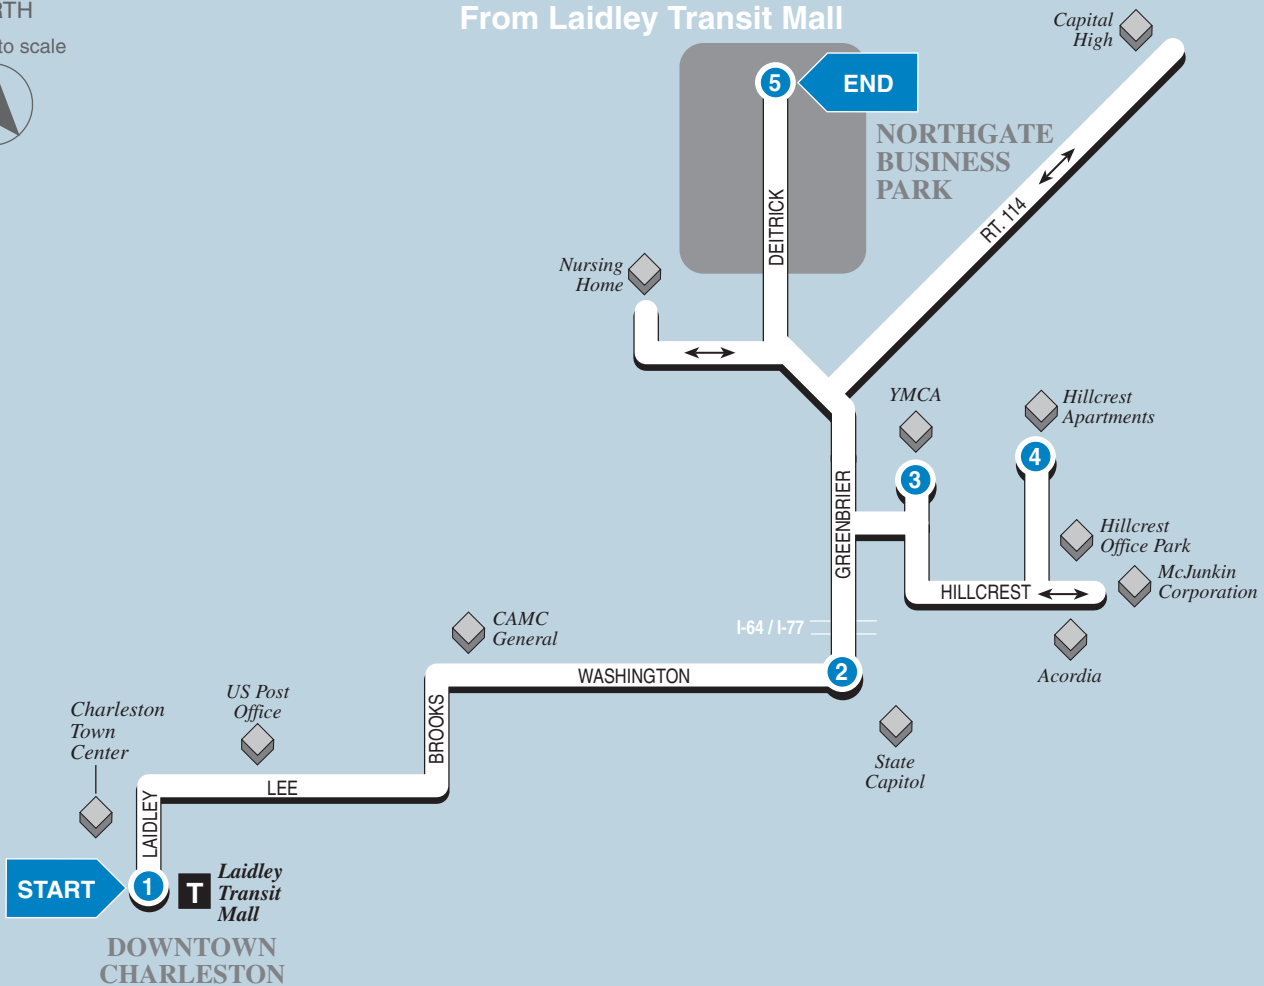 RTH
to scale
From Laidley Transit Mall
Capital
High
5
END
NORTHGATE
BUSINESS
PARK
DEITRICK
RT. 114
Nursing
Home
YMCA
Hillcrest
Apartments
3
4
GREENBRIER
Hillcrest
Office Park
McJunkin
Corporation
HILLCREST
Acordia
I-64 / I-77
CAMC
General
WASHINGTON
2
State
Capitol
US Post
Office
Charleston
Town
Center
BROOKS
LEE
LAIDLEY
START
1
T
Laidley
Transit
Mall
DOWNTOWN
CHARLESTON